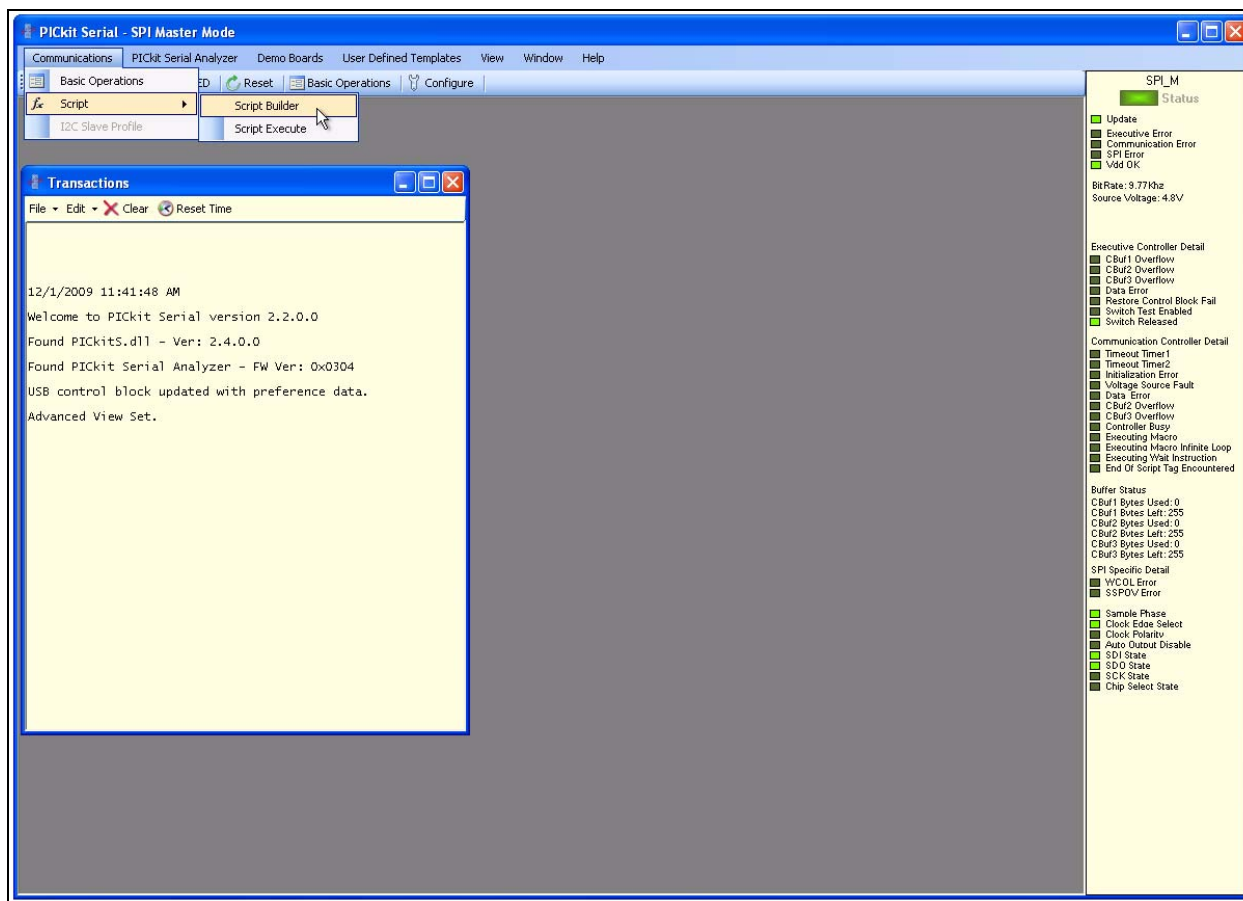 PICkit Serial - SPI Master Mode
Communications PICkit Serial Analyzer Demo Boards User Defined Templates View Window Help
Basic Operations ED Reset Basic Operations Configure
Script Script Builder
I2C Slave Profile Script Execute
Transactions
File Edit Clear Reset Time
12/1/2009 11:41:48 AM
Welcome to PICkit Serial version 2.2.0.0
Found PICkitS.dll - Ver: 2.4.0.0
Found PICkit Serial Analyzer - FW Ver: 0x0304
USB control block updated with preference data.
Advanced View Set.
SPI_M
Status
Update
Executive Error
Communication Error
SPI Error
Vdd OK
BitRate: 9.77Khz
Source Voltage: 4.8V
Executive Controller Detail
CBuf1 Overflow
CBuf2 Overflow
CBuf3 Overflow
Data Error
Restore Control Block Fail
Switch Test Enabled
Switch Released
Communication Controller Detail
Timeout Timer1
Timeout Timer2
Initialization Error
Voltage Source Fault
Data Error
CBuf2 Overflow
CBuf3 Overflow
Controller Busy
Executing Macro
Executing Macro Infinite Loop
Executing Wait Instruction
End Of Script Tag Encountered
Buffer Status
CBuf1 Bytes Used: 0
CBuf1 Bytes Left: 255
CBuf2 Bytes Used: 0
CBuf2 Bytes Left: 255
CBuf3 Bytes Used: 0
CBuf3 Bytes Left: 255
SPI Specific Detail
WCOL Error
SSPOV Error
Sample Phase
Clock Edge Select
Clock Polarity
Auto Output Disable
SDI State
SDO State
SCK State
Chip Select State